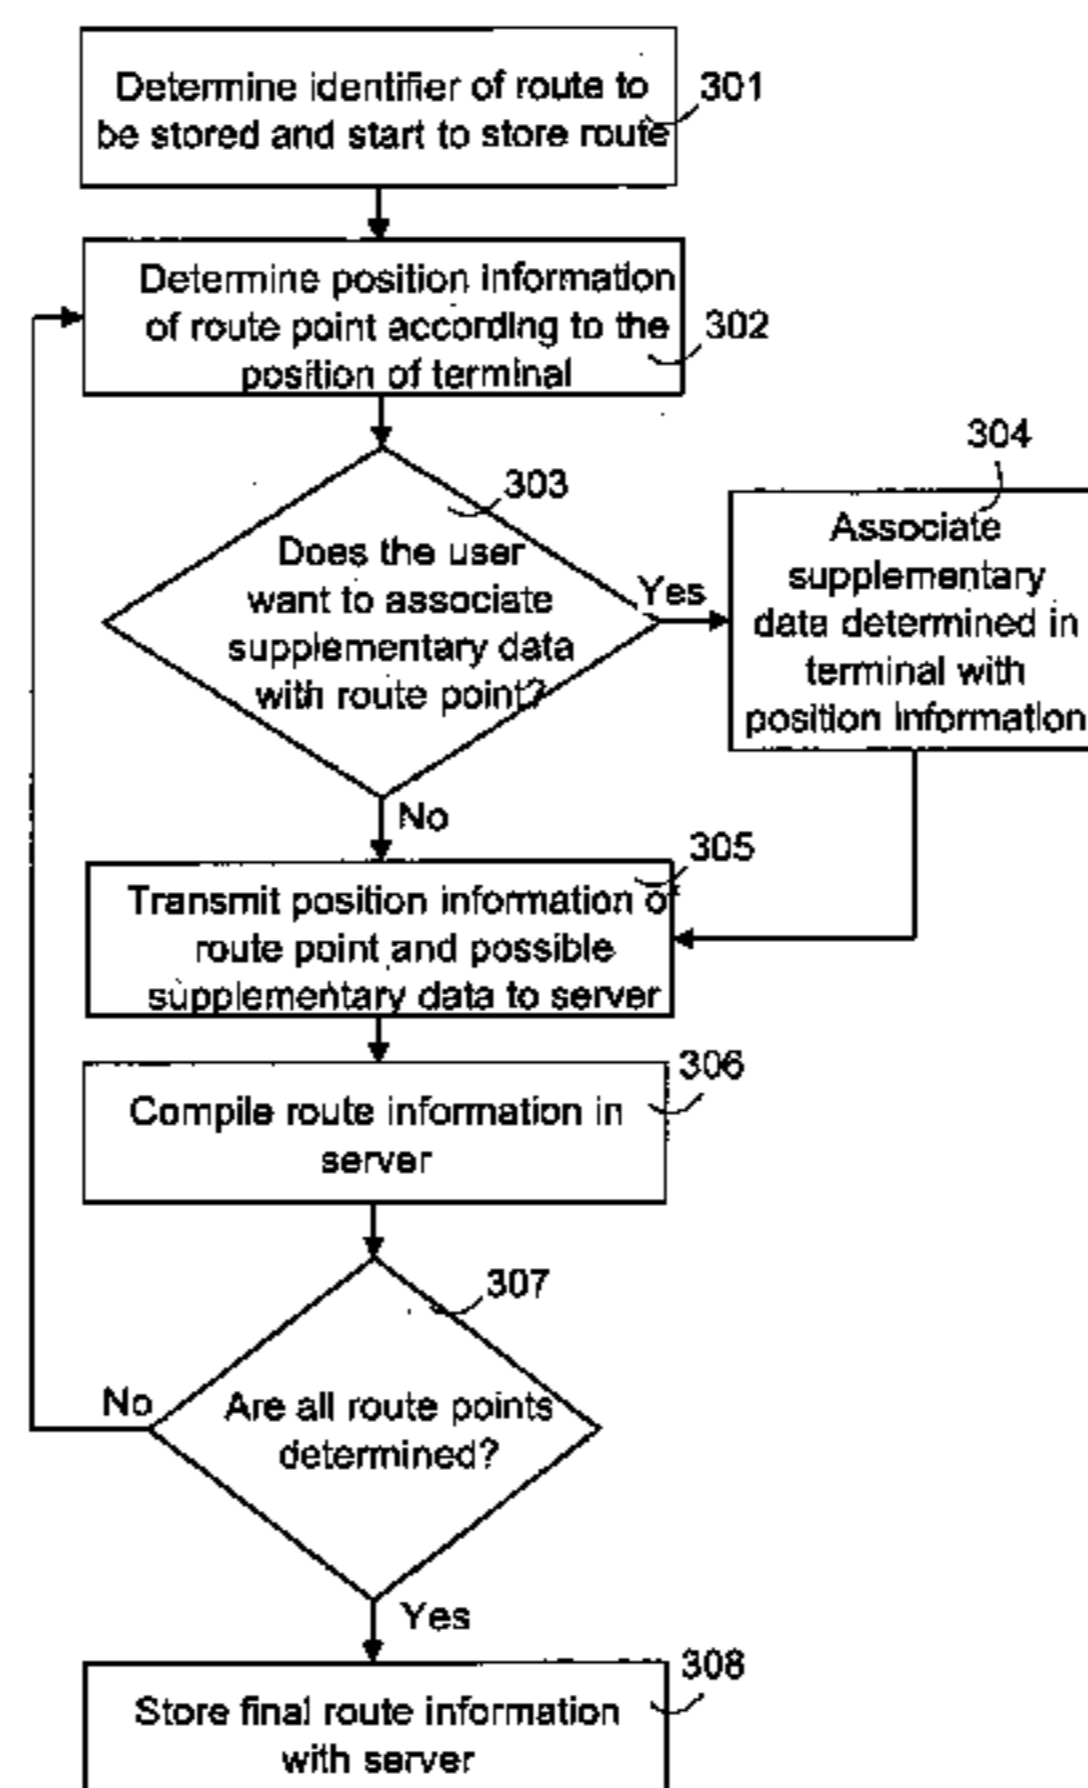 Determine identifier of route to
be stored and start to store route
301
Determine position information
of route point according to the
position of terminal
302
303
Does the user
want to associate
supplementary data
with route point?
Yes
304
Associate
supplementary
data determined in
terminal with
position information
No
305
Transmit position information of
route point and possible
supplementary data to server
306
Compile route information in
server
307
No
Are all route points
determined?
Yes
308
Store final route information
with server